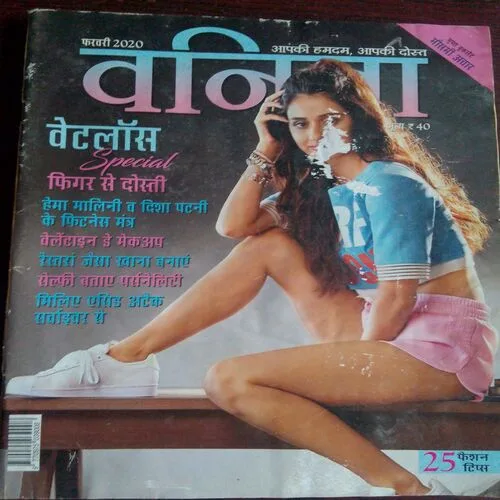 फरवरी 2020
आपकी हमदम, आपकी दोस्त
वनिता
मूल्य ₹ 40
वेटलॉस
Special
फिगर से दोस्ती
हेमा मालिनी व दिशा पटनी
के फिटनेस मंत्र
वेलेंटाइन डे मेकअप
रेस्तरां जैसा खाना बनाएं
सेल्फी बताए पर्सनैलिटी
मिलिए एसिड अटैक
सर्वाइवर से
25 फैशन
टिप्स